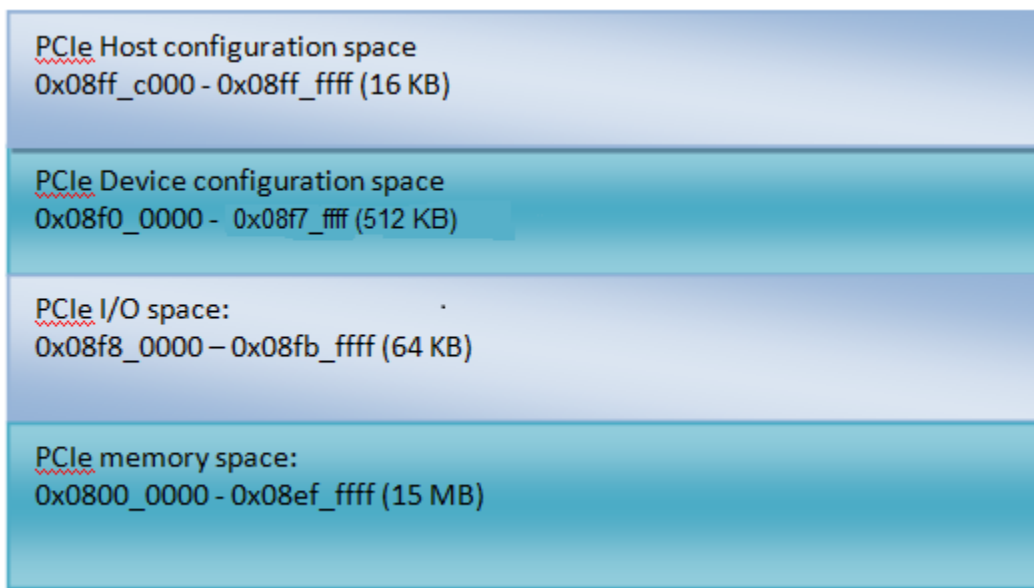 PCIe Host configuration space
0x08ff_c000 - 0x08ff_ffff (16 KB)
PCIe Device configuration space
0x08f0_0000 - 0x08f7_ffff (512 KB)
PCIe I/O space:
0x08f8_0000 – 0x08fb_ffff (64 KB)
PCIe memory space:
0x0800_0000 - 0x08ef_ffff (15 MB)